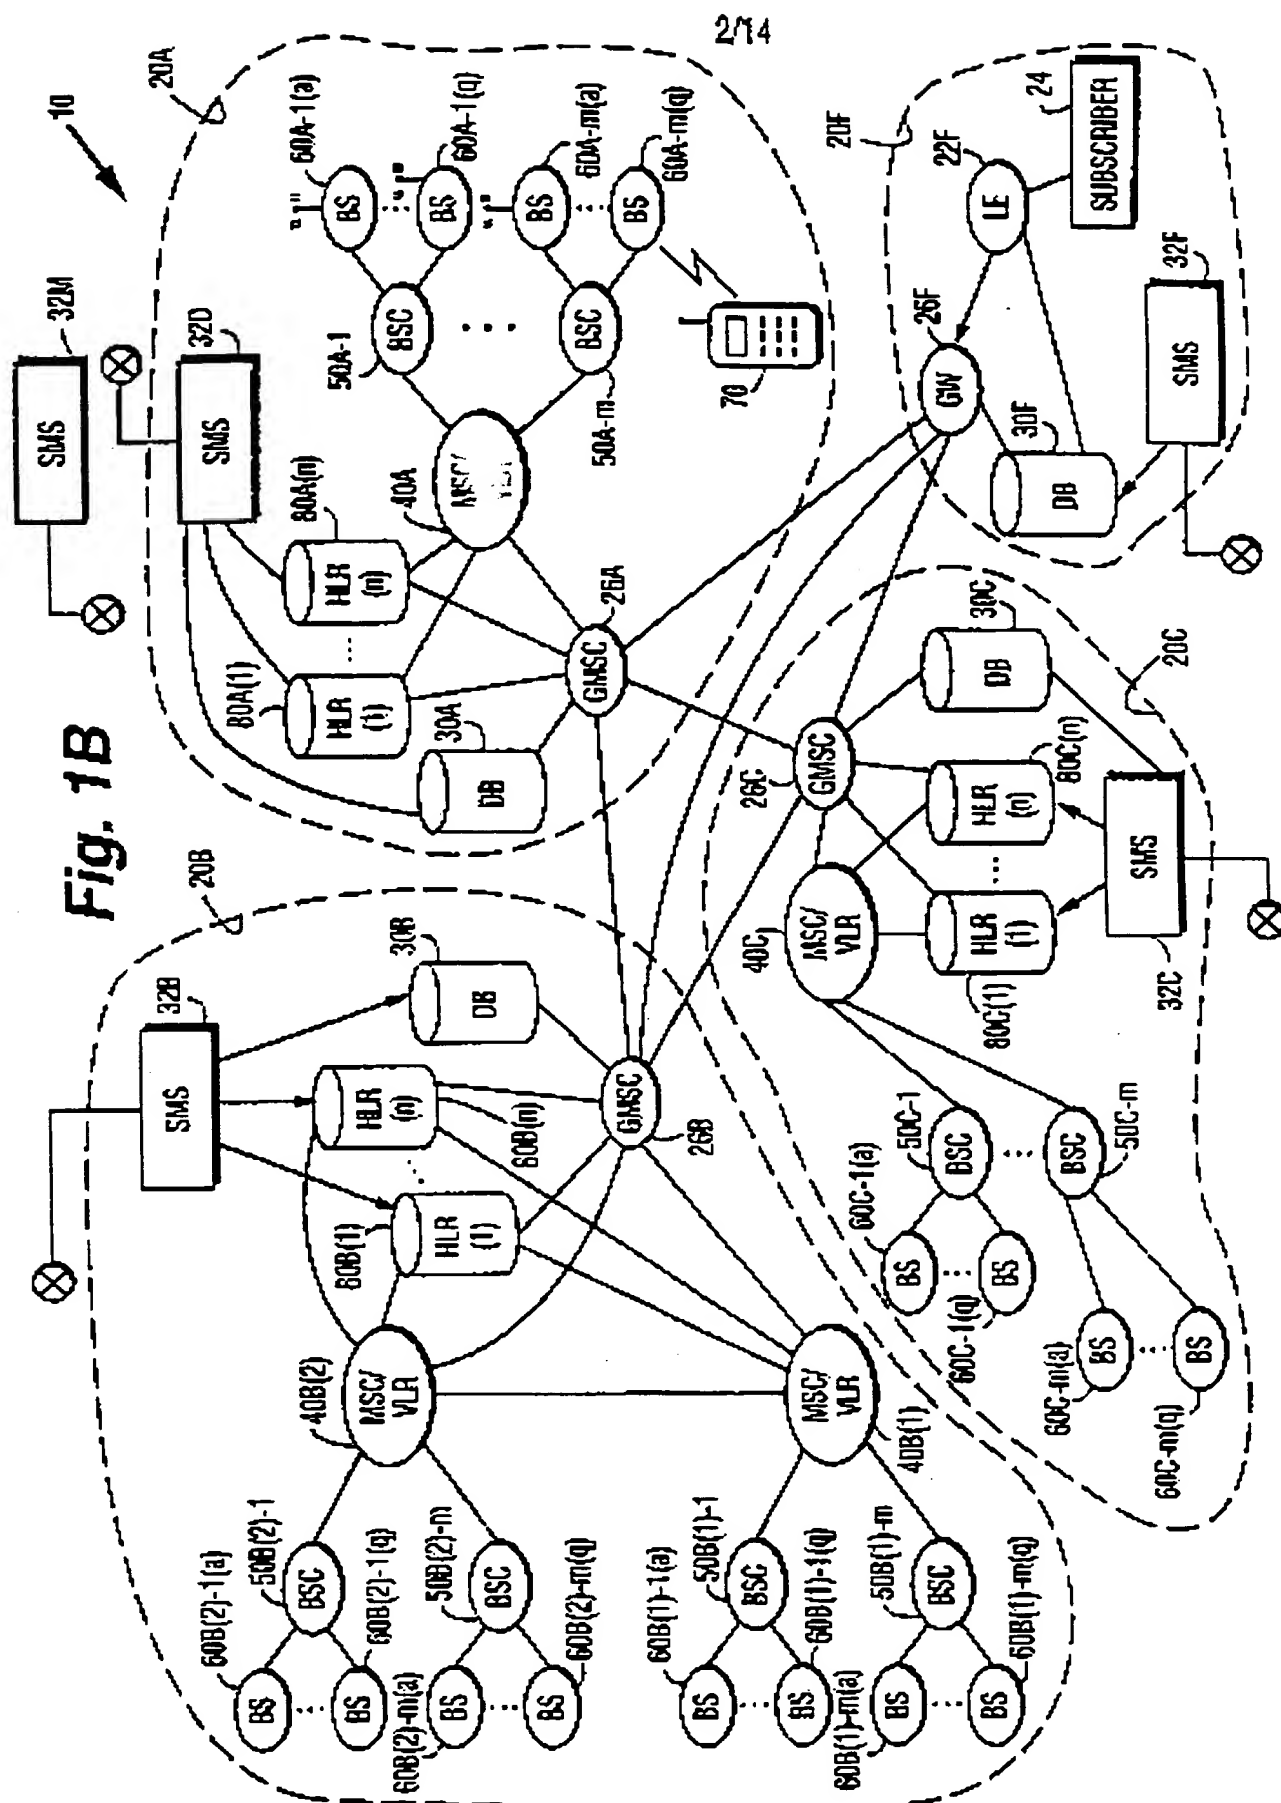 2/14
Fig. 1B
10
SMS
32M
20A
SMS
32D
HLR
(n)
80A(n)
HLR
(1)
80A(1)
...
DB
30A
GMSC
26A
MSC/
VLR
40A
BSC
50A-1
BSC
50A-m
BS
60A-1(a)
BS
60A-1(q)
BS
60A-m(a)
BS
60A-m(q)
70
20B
SMS
32B
DB
30B
HLR
(n)
60B(n)
HLR
(1)
80B(1)
GMSC
26B
MSC/
VLR
40B(2)
BSC
50B(2)-1
BSC
50B(2)-m
BS
60B(2)-1(a)
BS
60B(2)-1(q)
BS
60B(2)-m(a)
BS
60B(2)-m(q)
MSC/
VLR
40B(1)
BSC
50B(1)-1
BSC
50B(1)-m
BS
60B(1)-1(a)
BS
60B(1)-1(q)
BS
60B(1)-m(a)
BS
60B(1)-m(q)
20C
GMSC
26C
DB
30C
MSC/
VLR
40C
HLR
(n)
80C(n)
HLR
(1)
80C(1)
SMS
32C
BSC
50C-1
BSC
50C-m
BS
60C-1(a)
BS
60C-1(q)
BS
60C-m(a)
BS
60C-m(q)
20F
LE
22F
SUBSCRIBER
24
GW
26F
DB
30F
SMS
32F